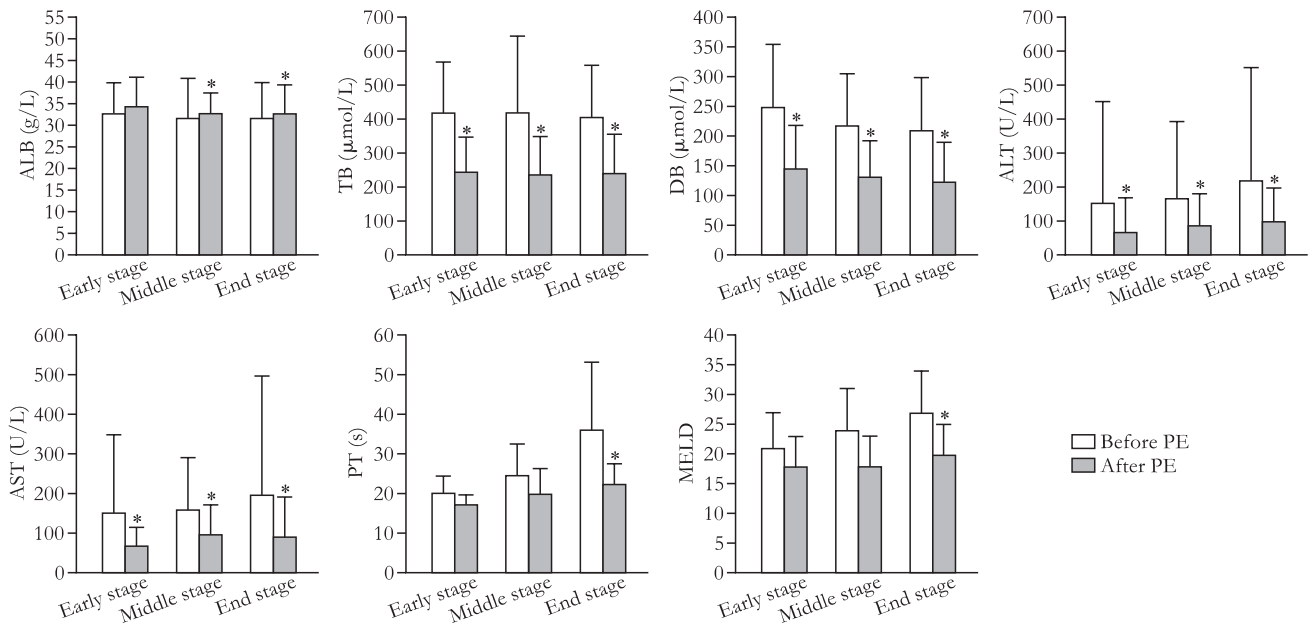 ALB (g/L)
55
50
45
40
35
30
25
20
15
10
5
0
*
*
Early stage
Middle stage
End stage
TB (μmol/L)
700
600
500
400
300
200
100
0
*
*
*
Early stage
Middle stage
End stage
DB (μmol/L)
400
350
300
250
200
150
100
50
0
*
*
*
Early stage
Middle stage
End stage
ALT (U/L)
700
600
500
400
300
200
100
0
*
*
*
Early stage
Middle stage
End stage
AST (U/L)
600
500
400
300
200
100
0
*
*
*
Early stage
Middle stage
End stage
PT (s)
60
50
40
30
20
10
0
*
Early stage
Middle stage
End stage
MELD
40
35
30
25
20
15
10
5
0
*
Early stage
Middle stage
End stage
Before PE
After PE